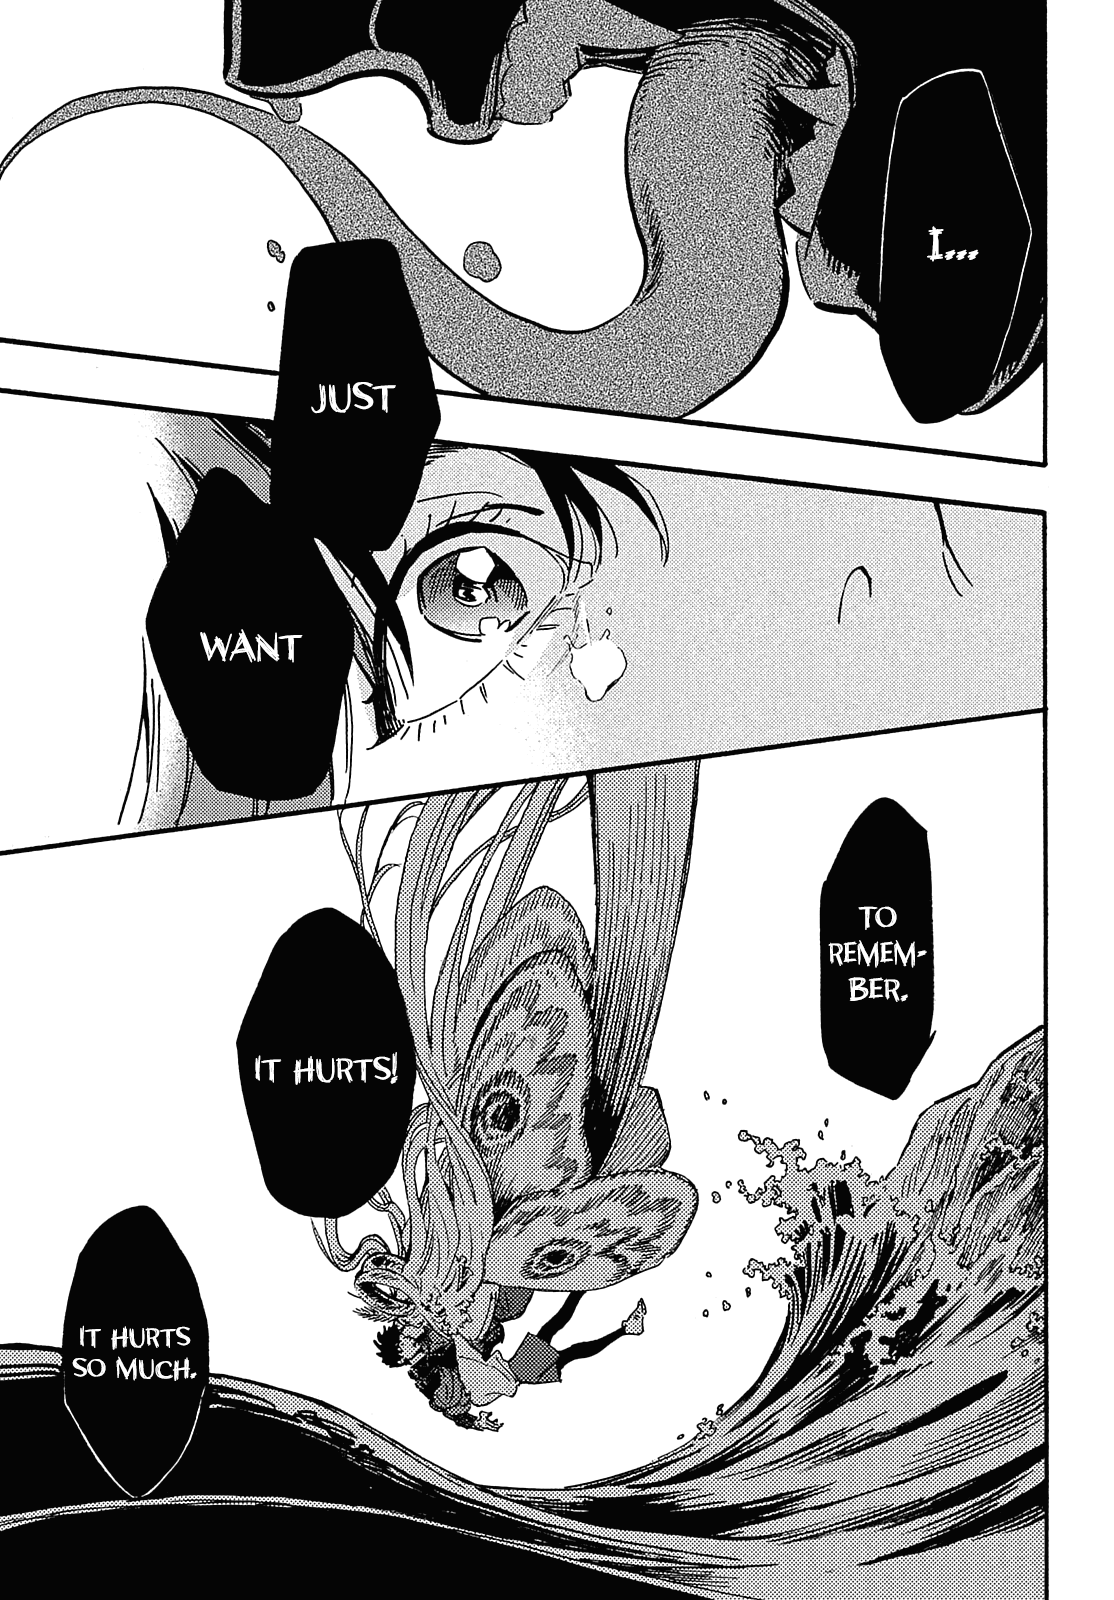 I...
JUST
WANT
TO
REMEM-
BER.
IT HURTS!
IT HURTS
SO MUCH.